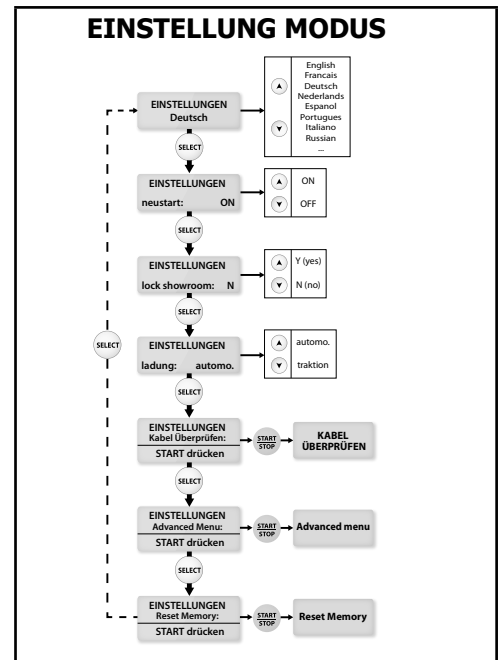 EINSTELLUNG MODUS
EINSTELLUNGEN
Deutsch
English
Francais
Deutsch
Nederlands
Espanol
Portugues
Italiano
Russian
...
SELECT
EINSTELLUNGEN
neustart: ON
ON
OFF
SELECT
EINSTELLUNGEN
lock showroom: N
Y (yes)
N (no)
SELECT
SELECT
EINSTELLUNGEN
ladung: automo.
automo.
traktion
SELECT
EINSTELLUNGEN
Kabel Überprüfen:
START drücken
START
STOP
KABEL
ÜBERPRÜFEN
SELECT
EINSTELLUNGEN
Advanced Menu:
START drücken
START
STOP
Advanced menu
SELECT
EINSTELLUNGEN
Reset Memory:
START drücken
START
STOP
Reset Memory